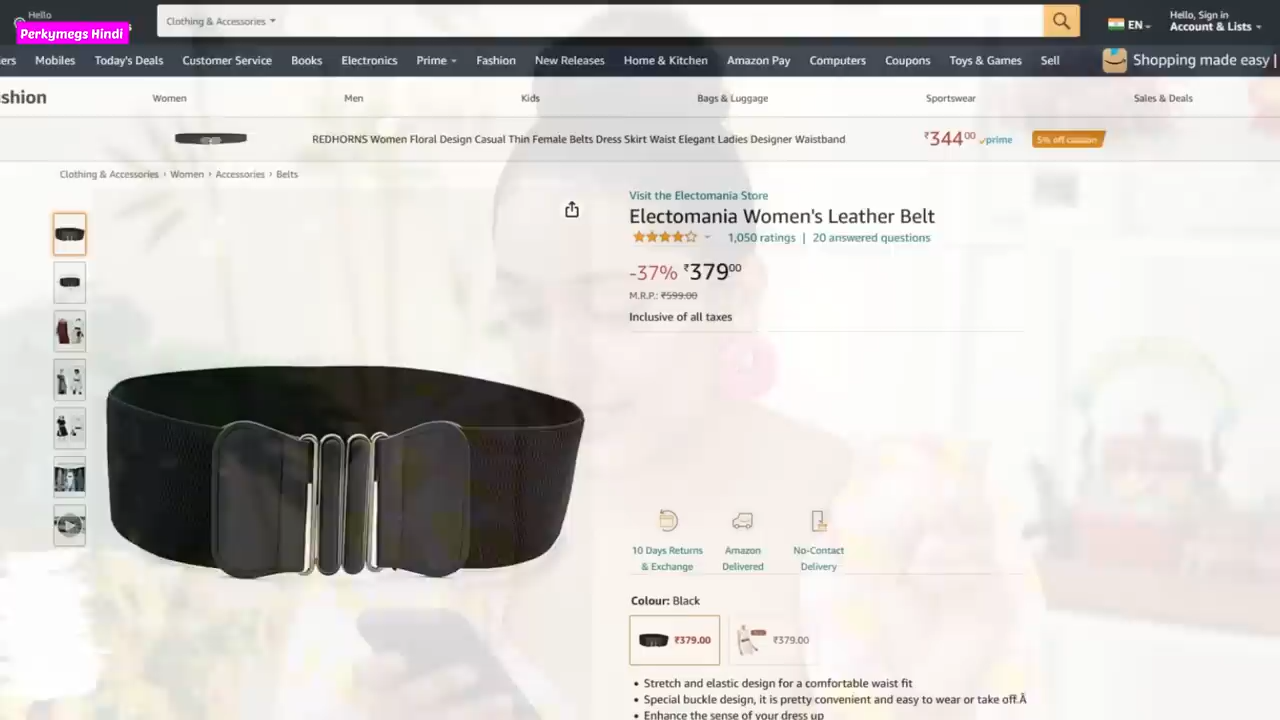 Hello
Perkymegs Hindi
Clothing & Accessories
EN
Hello, Sign in
Account & Lists
ers Mobiles Today's Deals Customer Service Books Electronics Prime Fashion New Releases Home & Kitchen Amazon Pay Computers Coupons Toys & Games Sell Shopping made easy |
shion Women Men Kids Bags & Luggage Sportswear Sales & Deals
REDHORNS Women Floral Design Casual Thin Female Belts Dress Skirt Waist Elegant Ladies Designer Waistband ₹34400 prime 5% off coupon
Clothing & Accessories › Women › Accessories › Belts
Visit the Electomania Store
Electomania Women's Leather Belt
1,050 ratings | 20 answered questions
-37% ₹37900
M.R.P.: ₹599.00
Inclusive of all taxes
10 Days Returns & Exchange
Amazon Delivered
No-Contact Delivery
Colour: Black
₹379.00 ₹379.00
• Stretch and elastic design for a comfortable waist fit
• Special buckle design, it is pretty convenient and easy to wear or take off.Â
• Enhance the sense of your dress up